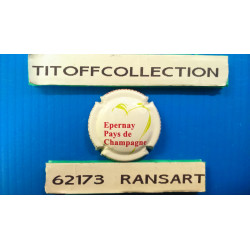 TITOFFCOLLECTION
Epernay
Pays de
Champagne
62173 RANSART